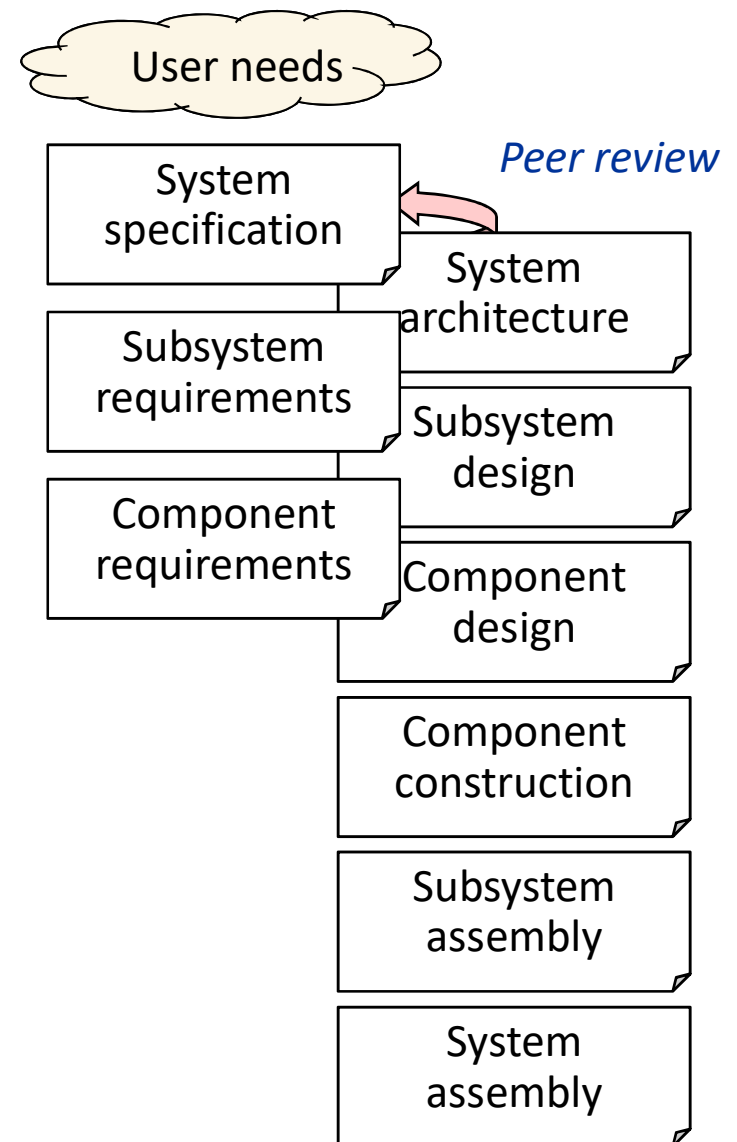 User needs
Peer review
System
specification
System
architecture
Subsystem
requirements
Subsystem
design
Component
requirements
Component
design
Component
construction
Subsystem
assembly
System
assembly